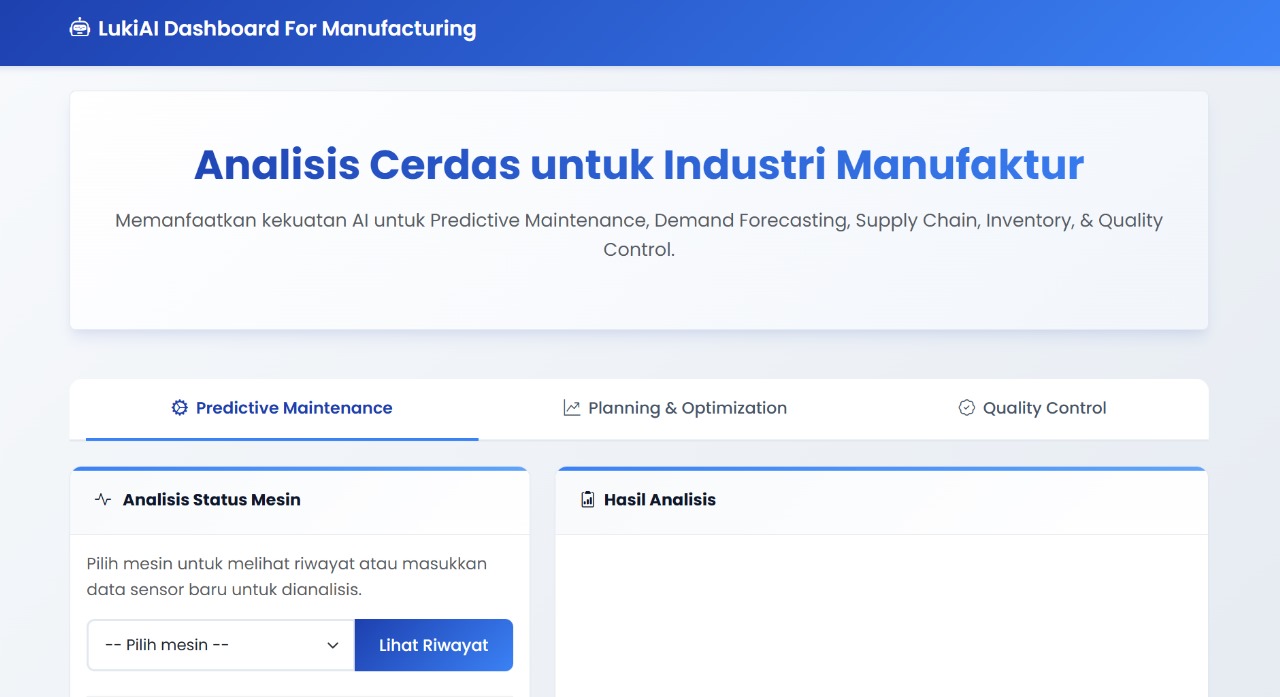 LukiAI Dashboard For Manufacturing
Analisis Cerdas untuk Industri Manufaktur
Memanfaatkan kekuatan AI untuk Predictive Maintenance, Demand Forecasting, Supply Chain, Inventory, & Quality
Control.
Predictive Maintenance
Planning & Optimization
Quality Control
Analisis Status Mesin
Pilih mesin untuk melihat riwayat atau masukkan
data sensor baru untuk dianalisis.
-- Pilih mesin --
Lihat Riwayat
Hasil Analisis